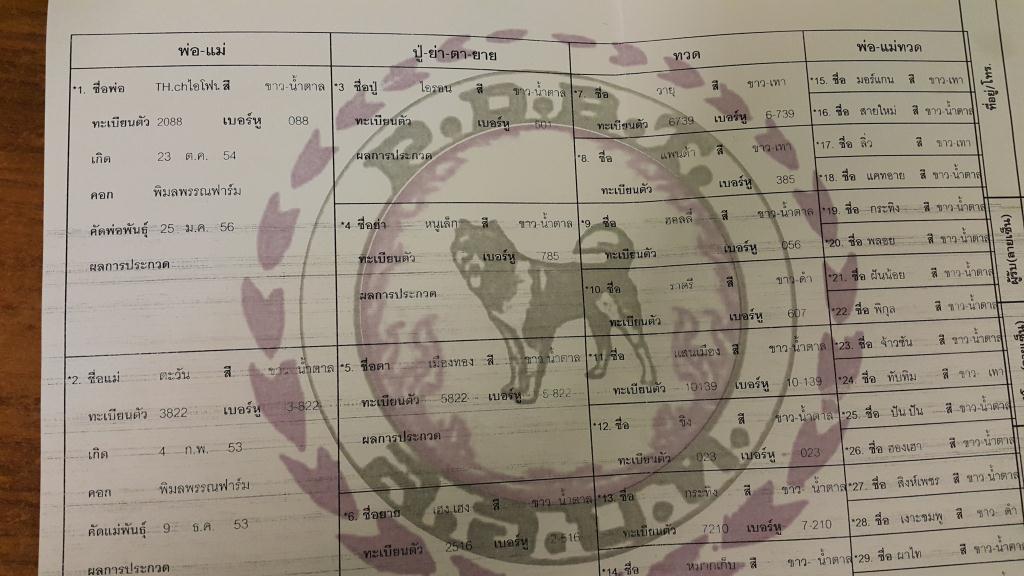 พ่อ-แม่
*1. ชื่อพ่อ TH.chไอโฟน สี ขาว-น้ำตาล
ทะเบียนตัว 2088 เบอร์หู 088
เกิด 23 ต.ค. 54
คอก พิมลพรรณฟาร์ม
คัดพ่อพันธุ์ 25 ม.ค. 56
ผลการประกวด
*2. ชื่อแม่ ตะวัน สี ขาว-น้ำตาล
ทะเบียนตัว 3822 เบอร์หู 3-822
เกิด 4 ก.พ. 53
คอก พิมลพรรณฟาร์ม
คัดแม่พันธุ์ 9 ธ.ค. 53
ผลการประกวด
ปู่-ย่า-ตา-ยาย
*3 ชื่อปู่ ไอรอน สี ขาว-น้ำตาล
ทะเบียนตัว เบอร์หู 501
ผลการประกวด
*4 ชื่อย่า หนูเล็ก สี ขาว-น้ำตาล
ทะเบียนตัว เบอร์หู 785
ผลการประกวด
*5. ชื่อตา เมืองทอง สี ขาว-น้ำตาล
ทะเบียนตัว 5822 เบอร์หู 5-822
ผลการประกวด
*6. ชื่อยาย เฮง เฮง สี ขาว-น้ำตาล
ทะเบียนตัว 2516 เบอร์หู 2-516
ทวด
*7. ชื่อ วายุ สี ขาว-เทา
ทะเบียนตัว 6739 เบอร์หู 6-739
*8. ชื่อ แพนด้า สี ขาว-เทา
ทะเบียนตัว เบอร์หู 385
*9. ชื่อ ฮอลลี่ สี ขาว-น้ำตาล
ทะเบียนตัว เบอร์หู 056
*10. ชื่อ ราตรี สี ขาว-ดำ
ทะเบียนตัว เบอร์หู 607
*11. ชื่อ แสนเมือง สี ขาว-น้ำตาล
ทะเบียนตัว 10139 เบอร์หู 10-139
*12. ชื่อ ขิง สี ขาว-น้ำตาล
ทะเบียนตัว 023 เบอร์หู 023
*13. ชื่อ กระทิง สี ขาว- น้ำตาล
ทะเบียนตัว 7210 เบอร์หู 7-210
*14. ชื่อ หมากเก็บ สี ขาว- น้ำตาล
พ่อ-แม่ทวด
*15. ชื่อ มอร์แกน สี ขาว-เทา
*16. ชื่อ สายใหม่ สี ขาว-น้ำตาล
*17. ชื่อ ลิ่ว สี ขาว-เทา
*18. ชื่อ แคทอาย สี ขาว-น้ำตาล
*19. ชื่อ กระทิง สี ขาว-น้ำตาล
*20. ชื่อ พลอย สี ขาว-น้ำตาล
*21. ชื่อ ฝันน้อย สี ขาว-น้ำตาล
*22. ชื่อ พิกุล สี ขาว-น้ำตาล
*23. ชื่อ จ้าวซัน สี ขาว-น้ำตาล
*24. ชื่อ ทับทิม สี ขาว- เทา
*25. ชื่อ ปัน ปัน สี ขาว-น้ำตาล
*26. ชื่อ ฮองเฮา สี ขาว-น้ำตาล
*27. ชื่อ สิงห์เพชร สี ขาว-น้ำตาล
*28. ชื่อ เงาะชมพู สี ขาว- ดำ
*29. ชื่อ ผาไท สี ขาว-น้ำตาล
ที่อยู่/โทร.
ผู้รับ(ลายเซ็น)